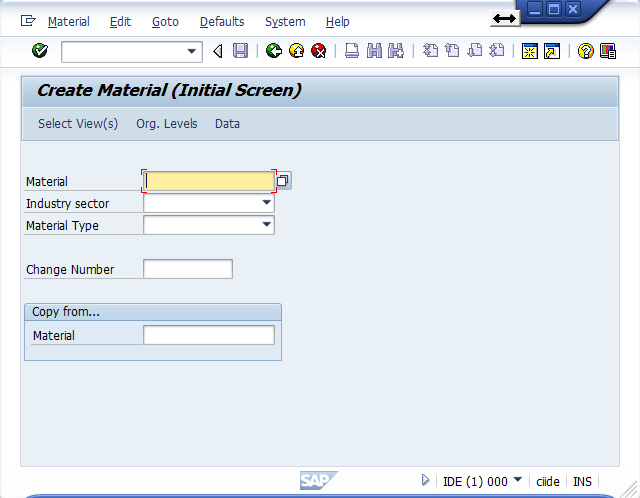 Material Edit Goto Defaults System Help
Create Material (Initial Screen)
Select View(s) Org. Levels Data
Material
Industry sector
Material Type
Change Number
Copy from...
Material
SAP IDE (1) 000 ciide INS